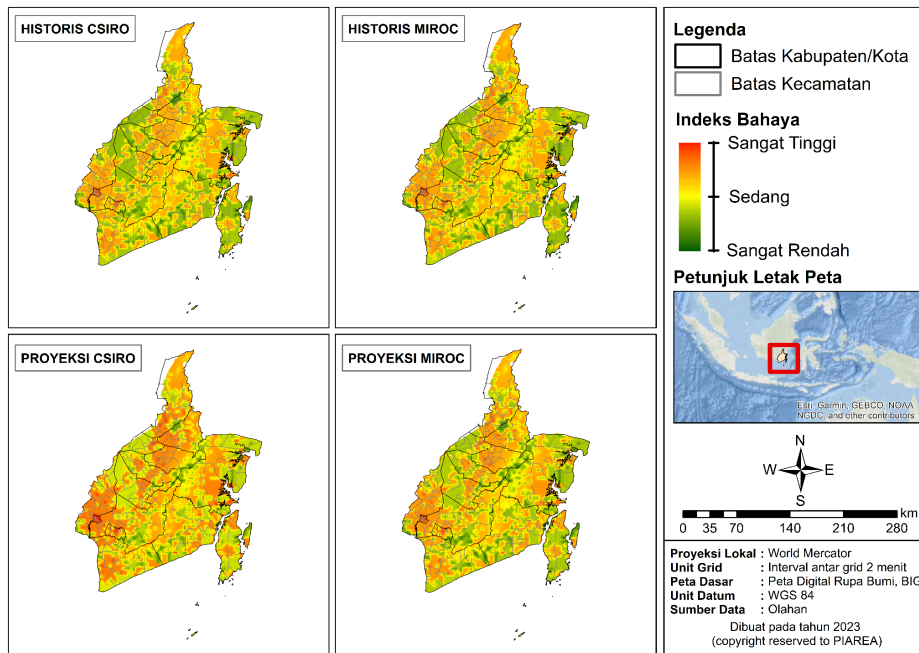 HISTORIS CSIRO
HISTORIS MIROC
PROYEKSI CSIRO
PROYEKSI MIROC
Legenda
Batas Kabupaten/Kota
Batas Kecamatan
Indeks Bahaya
Sangat Tinggi
Sedang
Sangat Rendah
Petunjuk Letak Peta
Esri, Garmin, GEBCO, NOAA
NGDC, and other contributors
N
W E
S
km
0 35 70 140 210 280
Proyeksi Lokal : World Mercator
Unit Grid : Interval antar grid 2 menit
Peta Dasar : Peta Digital Rupa Bumi, BIG
Unit Datum : WGS 84
Sumber Data : Olahan
Dibuat pada tahun 2023
(copyright reserved to PIAREA)